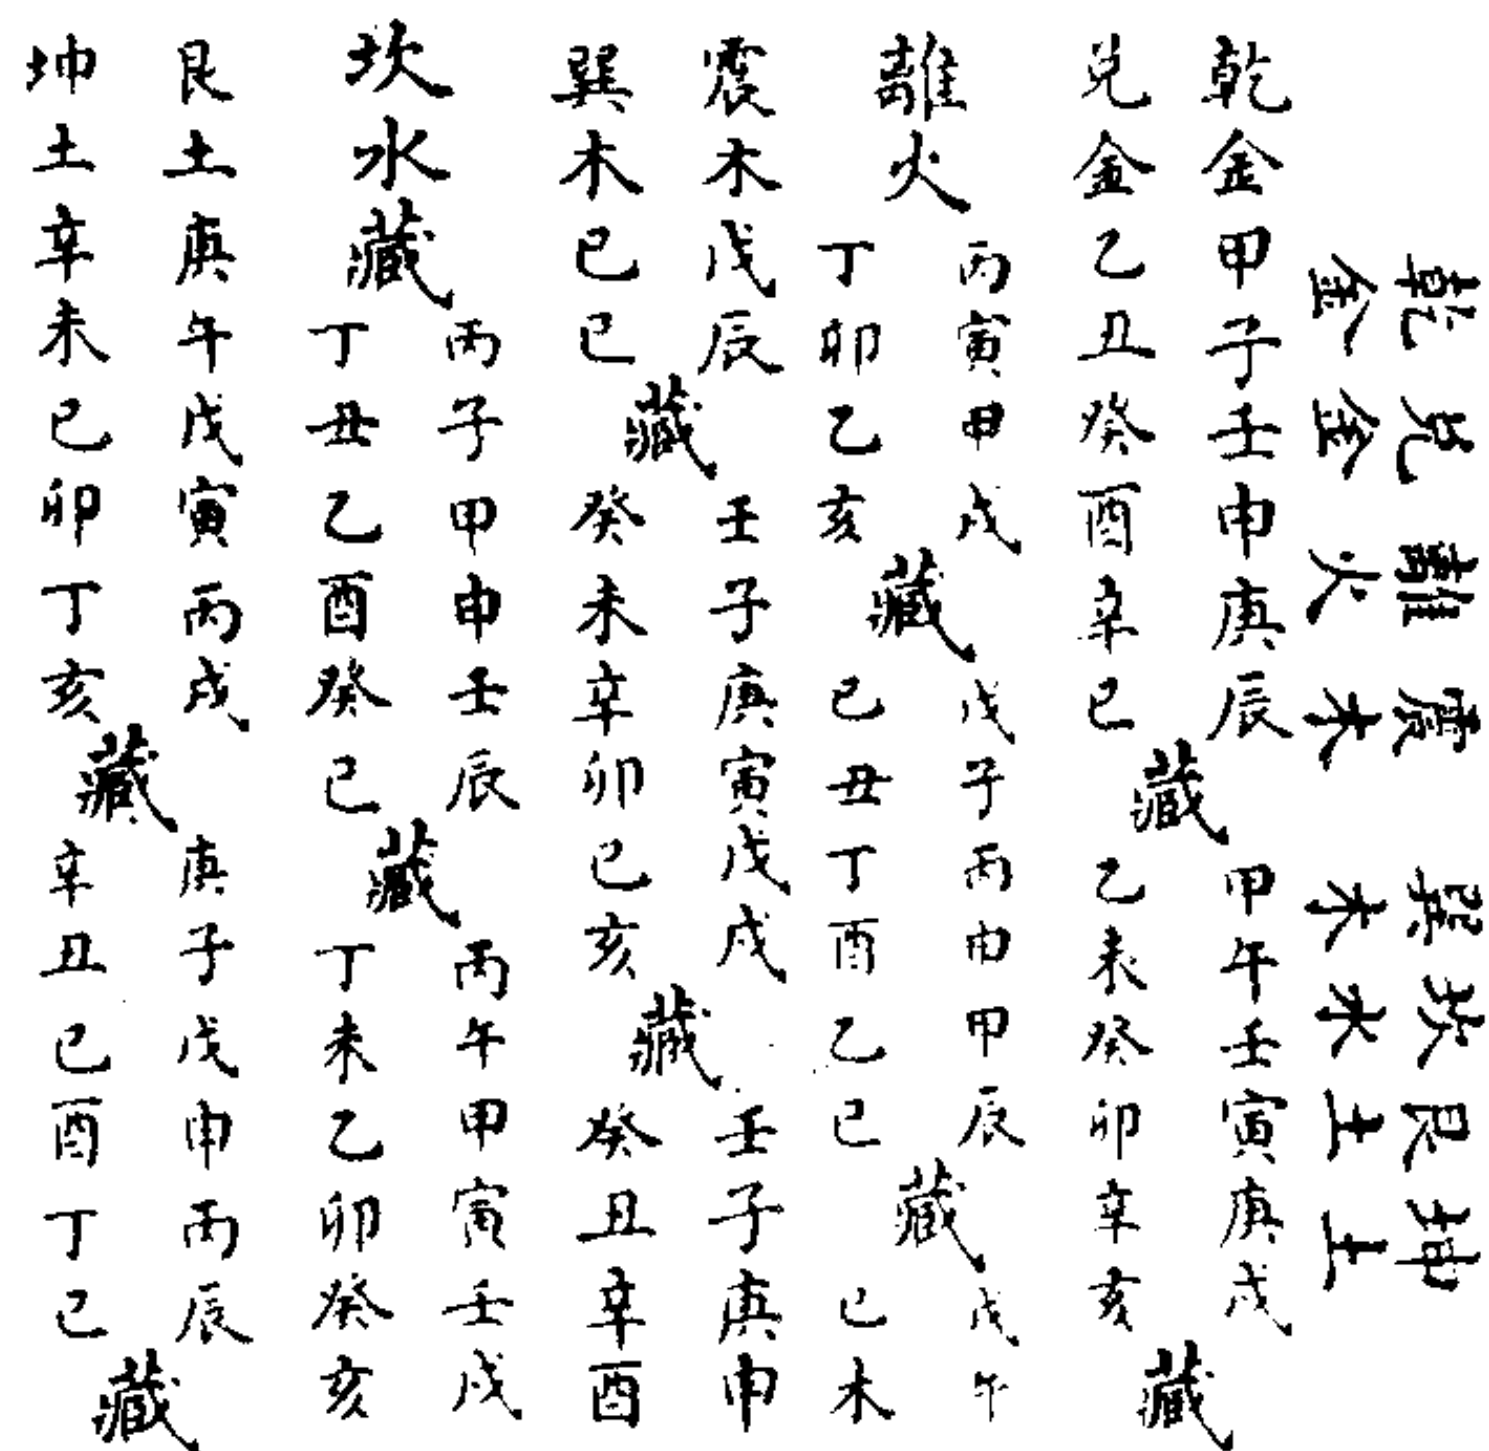 乾兌離震巽坎艮坤
金金火木木水土土
乾金甲子壬申庚辰
兌金乙丑癸酉辛巳
藏
甲午壬寅庚戌
乙未癸卯辛亥
藏
離火
丙寅甲戌
丁卯乙亥
藏
戊子丙申甲辰
己丑丁酉乙巳
藏
戊午
己木
震木戊辰
巽木己巳
藏
壬子庚寅戊戌
癸未辛卯己亥
藏
壬子庚申
癸丑辛酉
坎水藏
丙子甲申壬辰
丁丑乙酉癸巳
藏
丙午甲寅壬戌
丁未乙卯癸亥
艮土庚午戊寅丙戌
坤土辛未己卯丁亥
藏
庚子戊申丙辰
辛丑己酉丁巳
藏